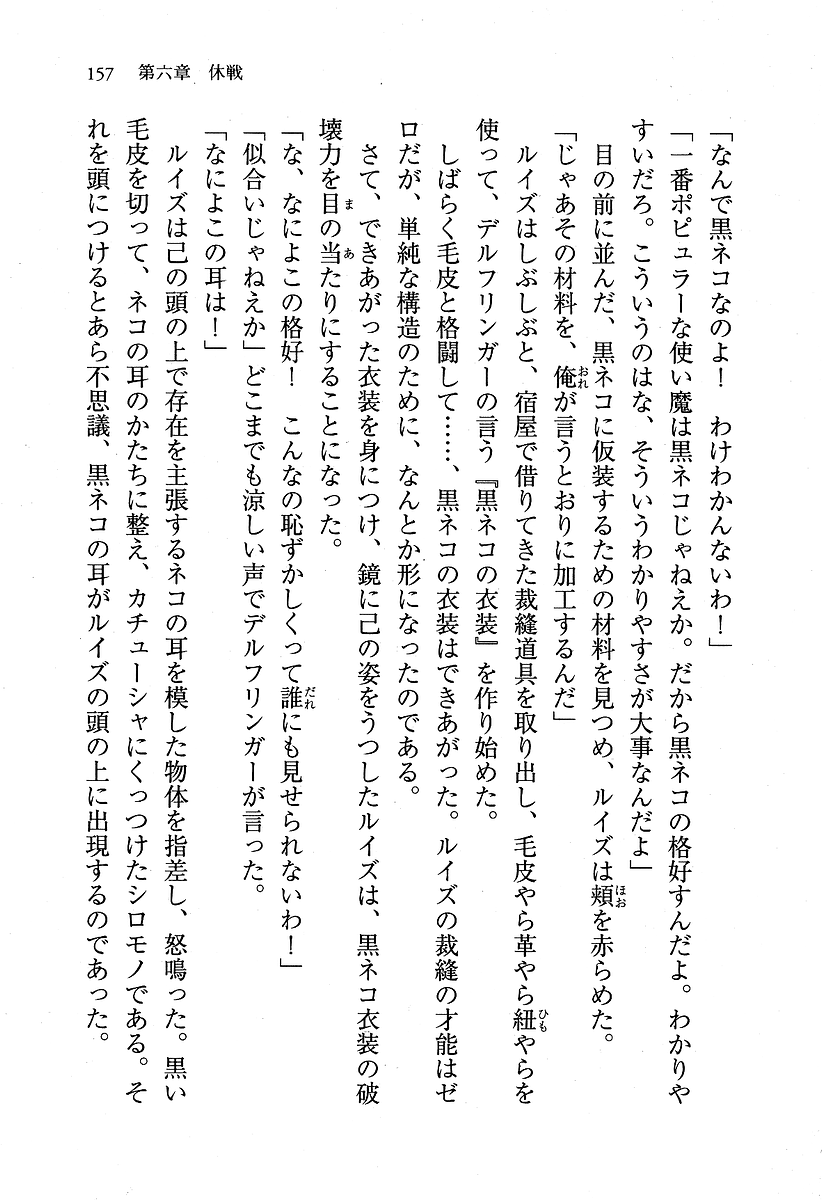 157　第六章　休戦
「なんで黒ネコなのよ！　わけわかんないわ！」
「一番ポピュラーな使い魔は黒ネコじゃねえか。だから黒ネコの格好すんだよ。わかりや
すいだろ。こういうのはな、そういうわかりやすさが大事なんだよ」
　目の前に並んだ、黒ネコに仮装するための材料を見つめ、ルイズは頬を赤らめた。
「じゃあその材料を、俺が言うとおりに加工するんだ」
　ルイズはしぶしぶと、宿屋で借りてきた裁縫道具を取り出し、毛皮やら革やら紐やらを
使って、デルフリンガーの言う『黒ネコの衣装』を作り始めた。
　しばらく毛皮と格闘して……、黒ネコの衣装はできあがった。ルイズの裁縫の才能はゼ
ロだが、単純な構造のために、なんとか形になったのである。
　さて、できあがった衣装を身につけ、鏡に己の姿をうつしたルイズは、黒ネコ衣装の破
壊力を目の当たりにすることになった。
「な、なによこの格好！　こんなの恥ずかしくって誰にも見せられないわ！」
「似合いじゃねえか」どこまでも涼しい声でデルフリンガーが言った。
「なによこの耳は！」
　ルイズは己の頭の上で存在を主張するネコの耳を模した物体を指差し、怒鳴った。黒い
毛皮を切って、ネコの耳のかたちに整え、カチューシャにくっつけたシロモノである。そ
れを頭につけるとあら不思議、黒ネコの耳がルイズの頭の上に出現するのであった。